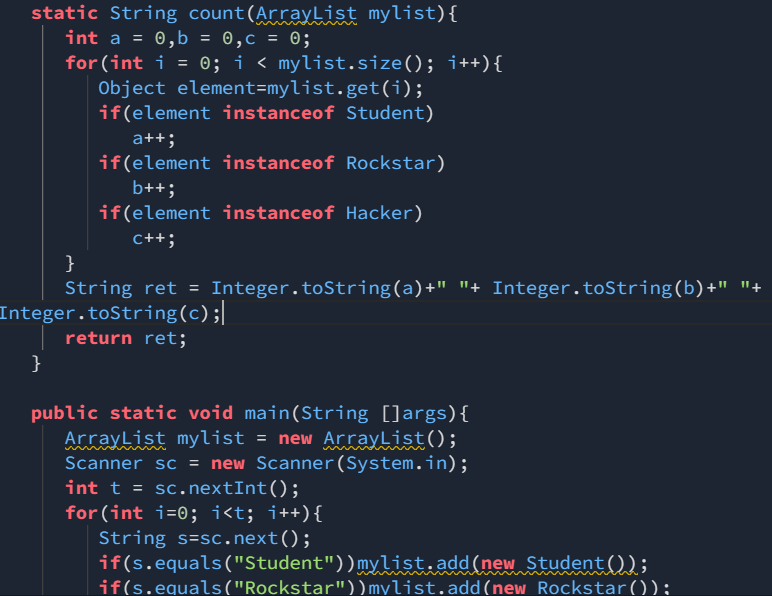 static String count(ArrayList mylist){
int a = 0,b = 0,c = 0;
for(int i = 0; i < mylist.size(); i++){
Object element=mylist.get(i);
if(element instanceof Student)
a++;
if(element instanceof Rockstar)
b++;
if(element instanceof Hacker)
c++;
}
String ret = Integer.toString(a)+" "+ Integer.toString(b)+" "+
Integer.toString(c);
return ret;
}
public static void main(String []args){
ArrayList mylist = new ArrayList();
Scanner sc = new Scanner(System.in);
int t = sc.nextInt();
for(int i=0; i<t; i++){
String s=sc.next();
if(s.equals("Student"))mylist.add(new Student());
if(s.equals("Rockstar"))mylist.add(new Rockstar());